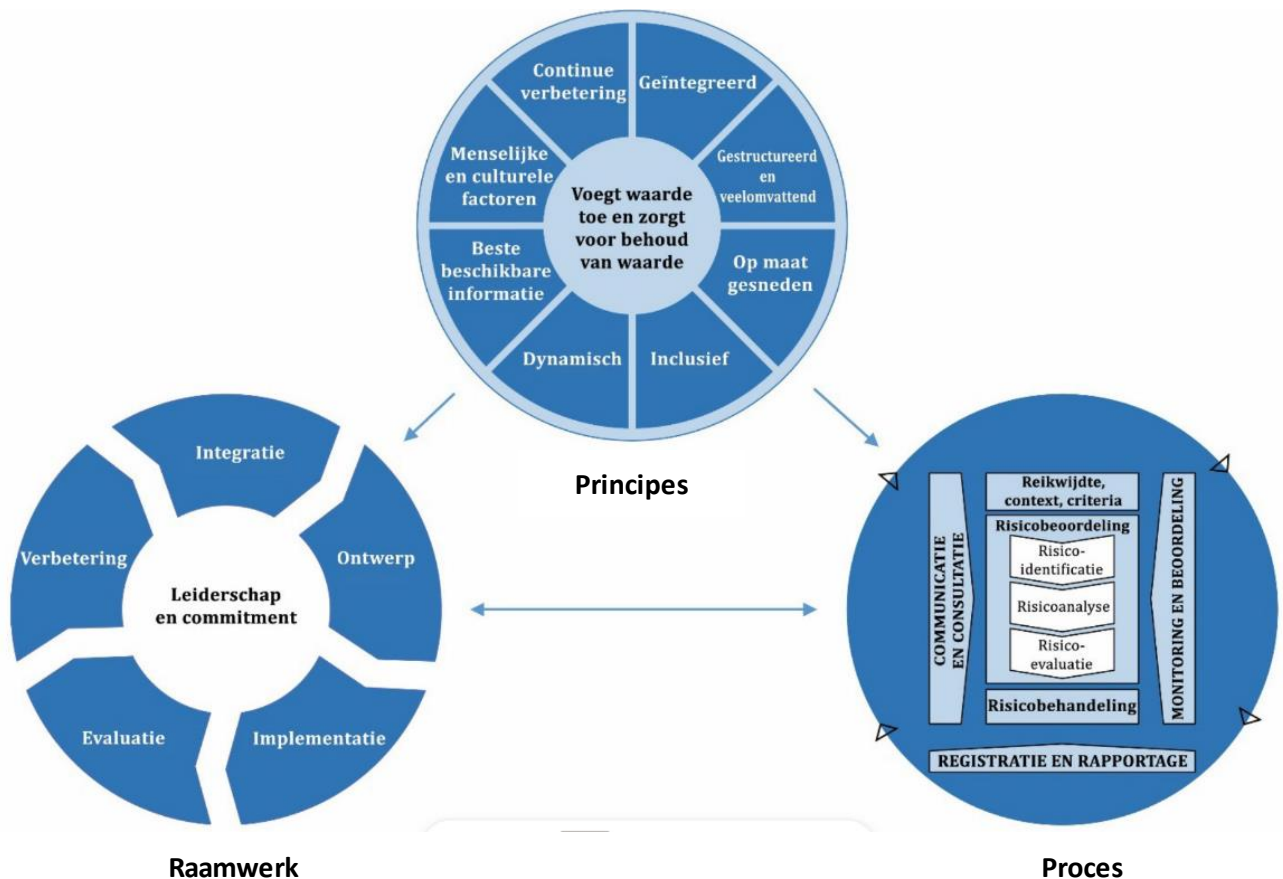 Continue
verbetering
Geïntegreerd
Menselijke
en culturele
factoren
Gestructureerd
en
veelomvattend
Voegt waarde
toe en zorgt
voor behoud
van waarde
Beste
beschikbare
informatie
Op maat
gesneden
Dynamisch
Inclusief
Principes
Integratie
Verbetering
Ontwerp
Leiderschap
en commitment
Evaluatie
Implementatie
Raamwerk
COMMUNICATIE
EN CONSULTATIE
Reikwijdte,
context, criteria
Risicobeoordeling
Risico-
identificatie
Risicoanalyse
Risico-
evaluatie
Risicobehandeling
MONITORING EN BEOORDELING
REGISTRATIE EN RAPPORTAGE
Proces